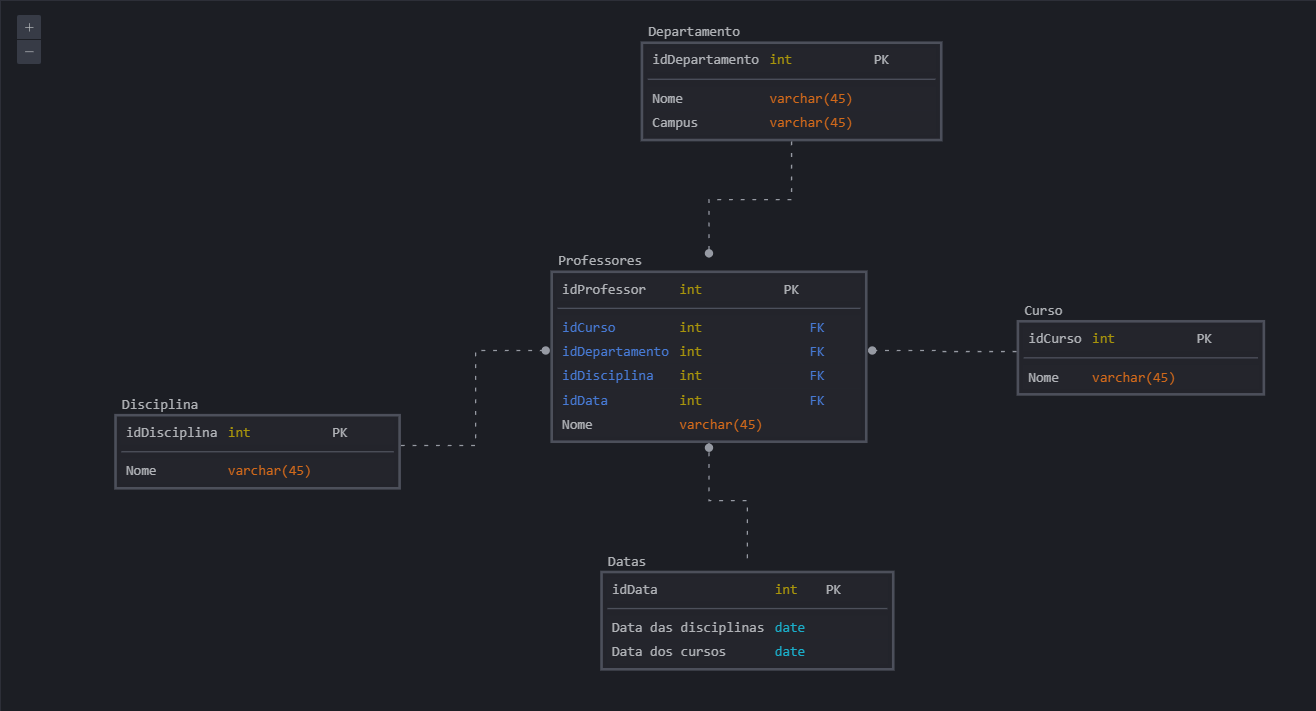 +
−
Departamento
idDepartamento int PK
Nome varchar(45)
Campus varchar(45)
Professores
idProfessor int PK
idCurso int FK
idDepartamento int FK
idDisciplina int FK
idData int FK
Nome varchar(45)
Curso
idCurso int PK
Nome varchar(45)
Disciplina
idDisciplina int PK
Nome varchar(45)
Datas
idData int PK
Data das disciplinas date
Data dos cursos date